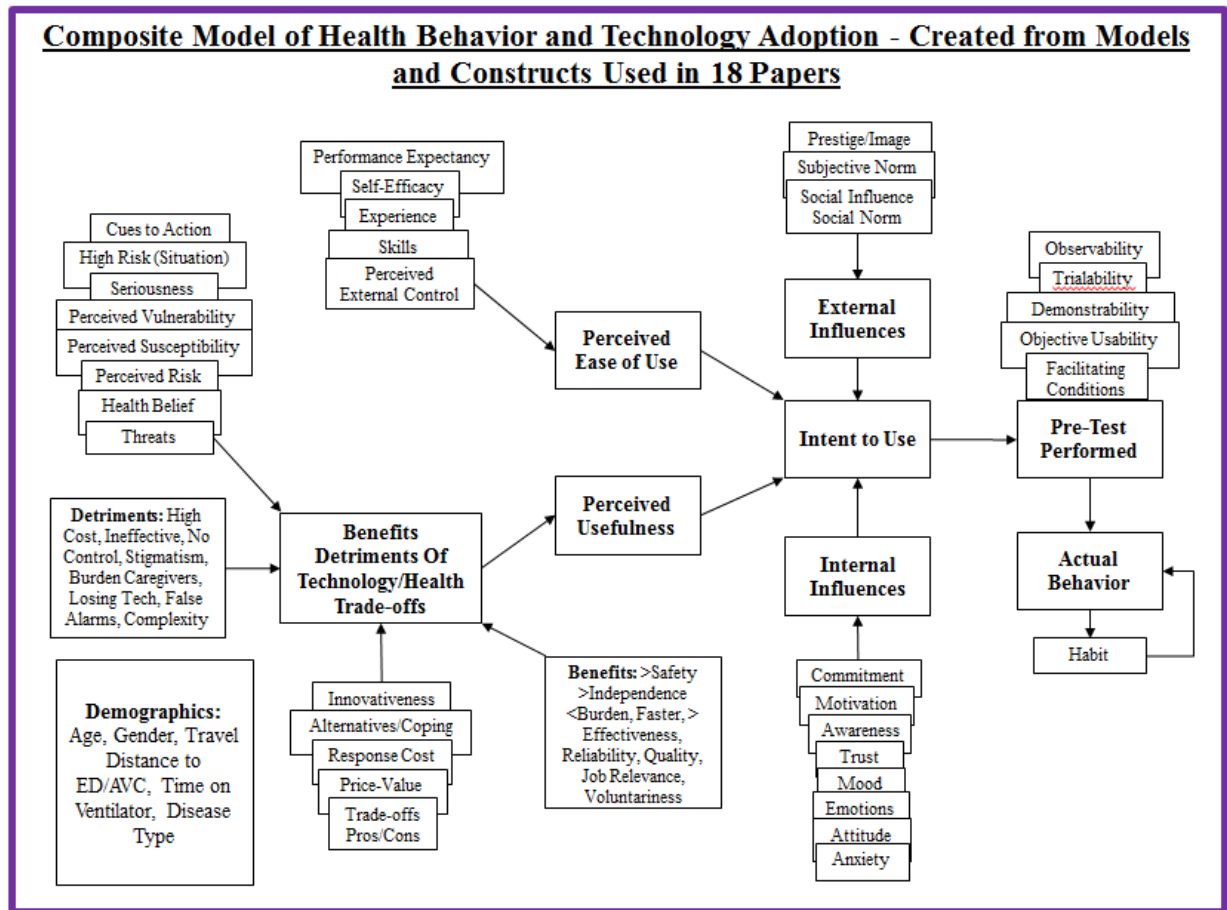 Composite Model of Health Behavior and Technology Adoption - Created from Models
and Constructs Used in 18 Papers
Performance Expectancy
Self-Efficacy
Experience
Skills
Perceived
External Control
Prestige/Image
Subjective Norm
Social Influence
Social Norm
Cues to Action
High Risk (Situation)
Seriousness
Perceived Vulnerability
Perceived Susceptibility
Perceived Risk
Health Belief
Threats
Observability
Trialability
Demonstrability
Objective Usability
Facilitating
Conditions
External
Influences
Perceived
Ease of Use
Intent to Use
Pre-Test
Performed
Perceived
Usefulness
Detriments: High
Cost, Ineffective, No
Control, Stigmatism,
Burden Caregivers,
Losing Tech, False
Alarms, Complexity
Benefits
Detriments Of
Technology/Health
Trade-offs
Internal
Influences
Actual
Behavior
Habit
Demographics:
Age, Gender, Travel
Distance to
ED/AVC, Time on
Ventilator, Disease
Type
Innovativeness
Alternatives/Coping
Response Cost
Price-Value
Trade-offs
Pros/Cons
Benefits: >Safety
>Independence
<Burden, Faster, >
Effectiveness,
Reliability, Quality,
Job Relevance,
Voluntariness
Commitment
Motivation
Awareness
Trust
Mood
Emotions
Attitude
Anxiety